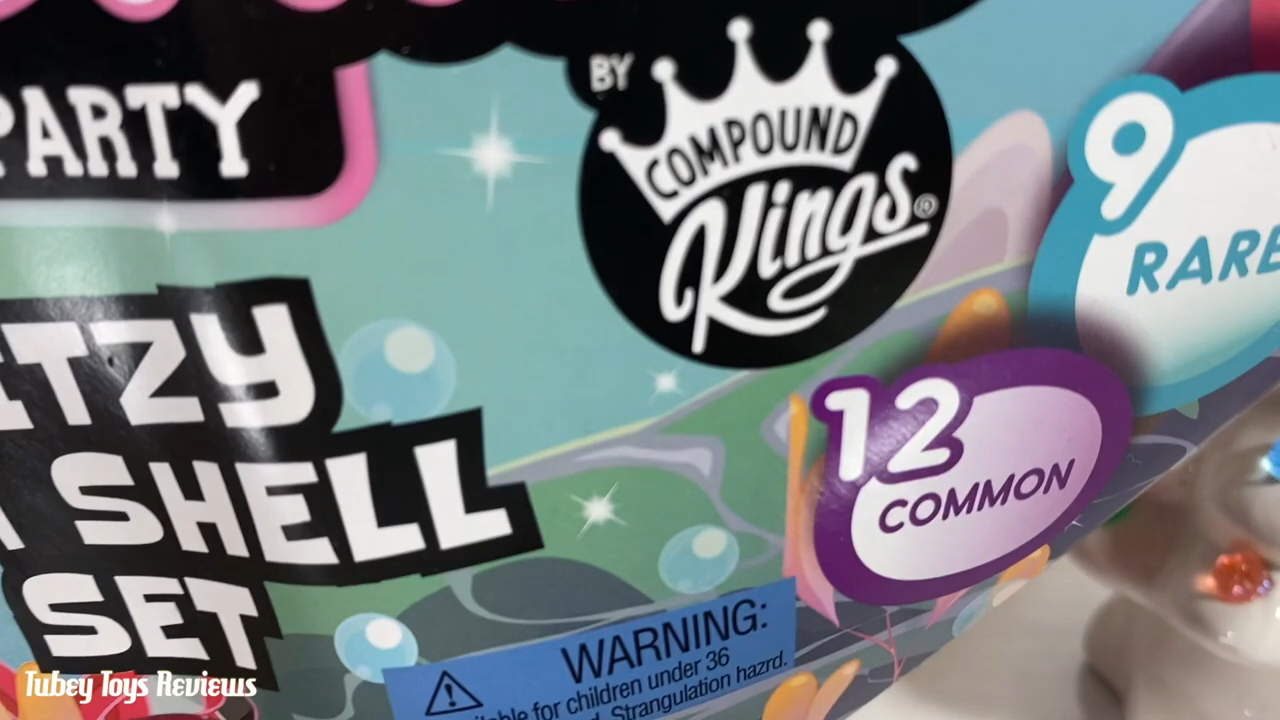 PARTY
BY
COMPOUND
Kings®
9
RARE
12
COMMON
SHELL
SET
WARNING:
for children under 36
Strangulation hazrd.
Tubey Toys Reviews